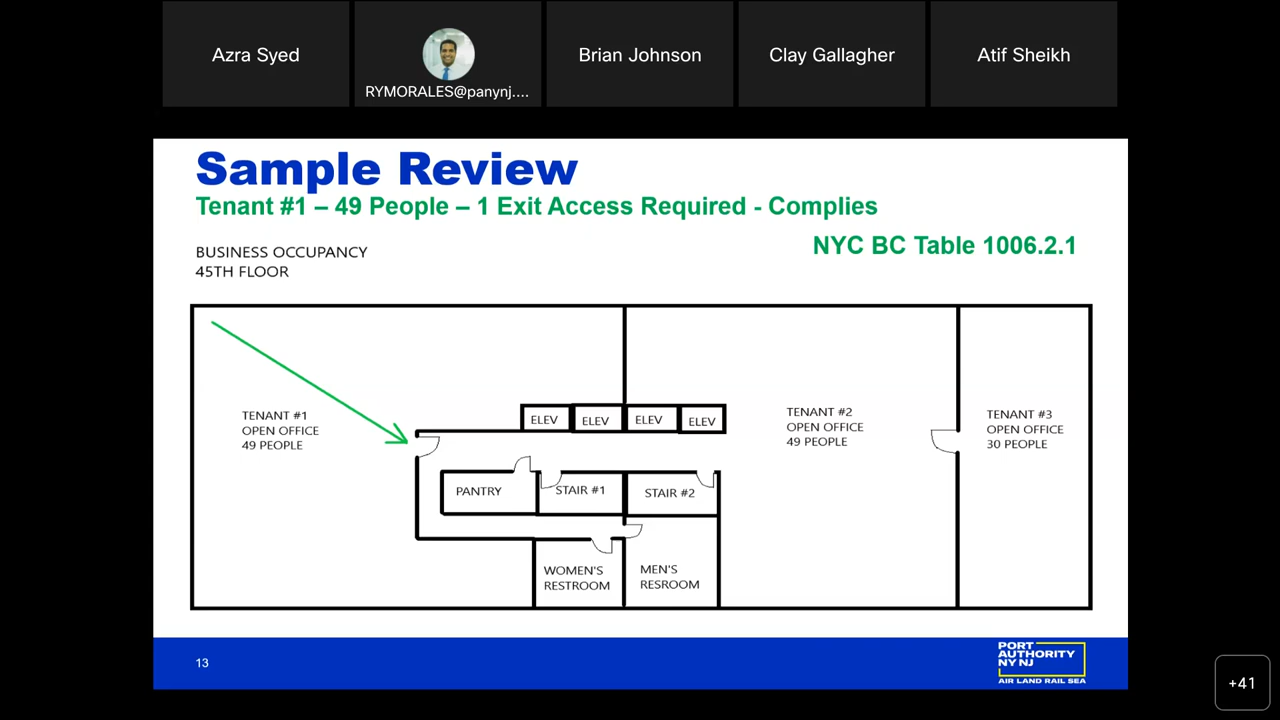 Azra Syed
RYMORALES@panynj....
Brian Johnson
Clay Gallagher
Atif Sheikh
Sample Review
Tenant #1 – 49 People – 1 Exit Access Required - Complies
NYC BC Table 1006.2.1
BUSINESS OCCUPANCY
45TH FLOOR
TENANT #1
OPEN OFFICE
49 PEOPLE
ELEV
ELEV
ELEV
ELEV
TENANT #2
OPEN OFFICE
49 PEOPLE
TENANT #3
OPEN OFFICE
30 PEOPLE
PANTRY
STAIR #1
STAIR #2
WOMEN'S
RESTROOM
MEN'S
RESROOM
13
PORT
AUTHORITY
NY NJ
AIR LAND RAIL SEA
+41